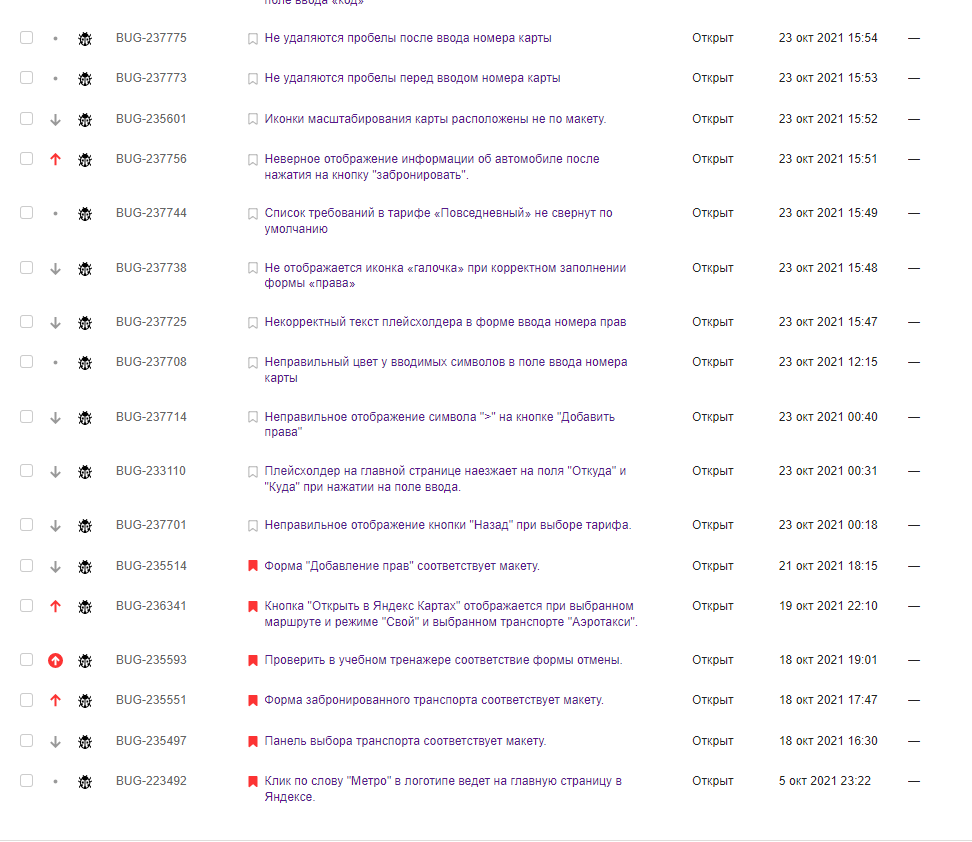 поле ввода «код»
BUG-237775 Не удаляются пробелы после ввода номера карты Открыт 23 окт 2021 15:54 —
BUG-237773 Не удаляются пробелы перед вводом номера карты Открыт 23 окт 2021 15:53 —
BUG-235601 Иконки масштабирования карты расположены не по макету. Открыт 23 окт 2021 15:52 —
BUG-237756 Неверное отображение информации об автомобиле после Открыт 23 окт 2021 15:51 —
нажатия на кнопку "забронировать".
BUG-237744 Список требований в тарифе «Повседневный» не свернут по Открыт 23 окт 2021 15:49 —
умолчанию
BUG-237738 Не отображается иконка «галочка» при корректном заполнении Открыт 23 окт 2021 15:48 —
формы «права»
BUG-237725 Некорректный текст плейсхолдера в форме ввода номера прав Открыт 23 окт 2021 15:47 —
BUG-237708 Неправильный цвет у вводимых символов в поле ввода номера Открыт 23 окт 2021 12:15 —
карты
BUG-237714 Неправильное отображение символа ">" на кнопке "Добавить Открыт 23 окт 2021 00:40 —
права"
BUG-233110 Плейсхолдер на главной странице наезжает на поля "Откуда" и Открыт 23 окт 2021 00:31 —
"Куда" при нажатии на поле ввода.
BUG-237701 Неправильное отображение кнопки "Назад" при выборе тарифа. Открыт 23 окт 2021 00:18 —
BUG-235514 Форма "Добавление прав" соответствует макету. Открыт 21 окт 2021 18:15 —
BUG-236341 Кнопка "Открыть в Яндекс Картах" отображается при выбранном Открыт 19 окт 2021 22:10 —
маршруте и режиме "Свой" и выбранном транспорте "Аэротакси".
BUG-235593 Проверить в учебном тренажере соответствие формы отмены. Открыт 18 окт 2021 19:01 —
BUG-235551 Форма забронированного транспорта соответствует макету. Открыт 18 окт 2021 17:47 —
BUG-235497 Панель выбора транспорта соответствует макету. Открыт 18 окт 2021 16:30 —
BUG-223492 Клик по слову "Метро" в логотипе ведет на главную страницу в Открыт 5 окт 2021 23:22 —
Яндексе.